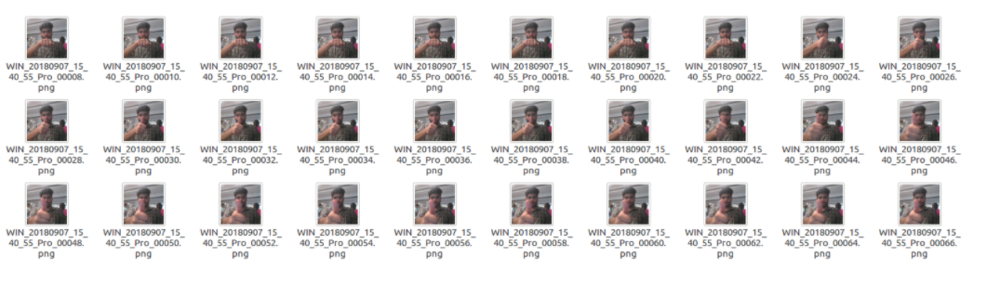 WIN_20180907_15_ WIN_20180907_15_ WIN_20180907_15_ WIN_20180907_15_ WIN_20180907_15_ WIN_20180907_15_ WIN_20180907_15_ WIN_20180907_15_ WIN_20180907_15_ WIN_20180907_15_
40_55_Pro_00008. 40_55_Pro_00010. 40_55_Pro_00012. 40_55_Pro_00014. 40_55_Pro_00016. 40_55_Pro_00018. 40_55_Pro_00020. 40_55_Pro_00022. 40_55_Pro_00024. 40_55_Pro_00026.
png png png png png png png png png png
WIN_20180907_15_ WIN_20180907_15_ WIN_20180907_15_ WIN_20180907_15_ WIN_20180907_15_ WIN_20180907_15_ WIN_20180907_15_ WIN_20180907_15_ WIN_20180907_15_ WIN_20180907_15_
40_55_Pro_00028. 40_55_Pro_00030. 40_55_Pro_00032. 40_55_Pro_00034. 40_55_Pro_00036. 40_55_Pro_00038. 40_55_Pro_00040. 40_55_Pro_00042. 40_55_Pro_00044. 40_55_Pro_00046.
png png png png png png png png png png
WIN_20180907_15_ WIN_20180907_15_ WIN_20180907_15_ WIN_20180907_15_ WIN_20180907_15_ WIN_20180907_15_ WIN_20180907_15_ WIN_20180907_15_ WIN_20180907_15_ WIN_20180907_15_
40_55_Pro_00048. 40_55_Pro_00050. 40_55_Pro_00052. 40_55_Pro_00054. 40_55_Pro_00056. 40_55_Pro_00058. 40_55_Pro_00060. 40_55_Pro_00062. 40_55_Pro_00064. 40_55_Pro_00066.
png png png png png png png png png png